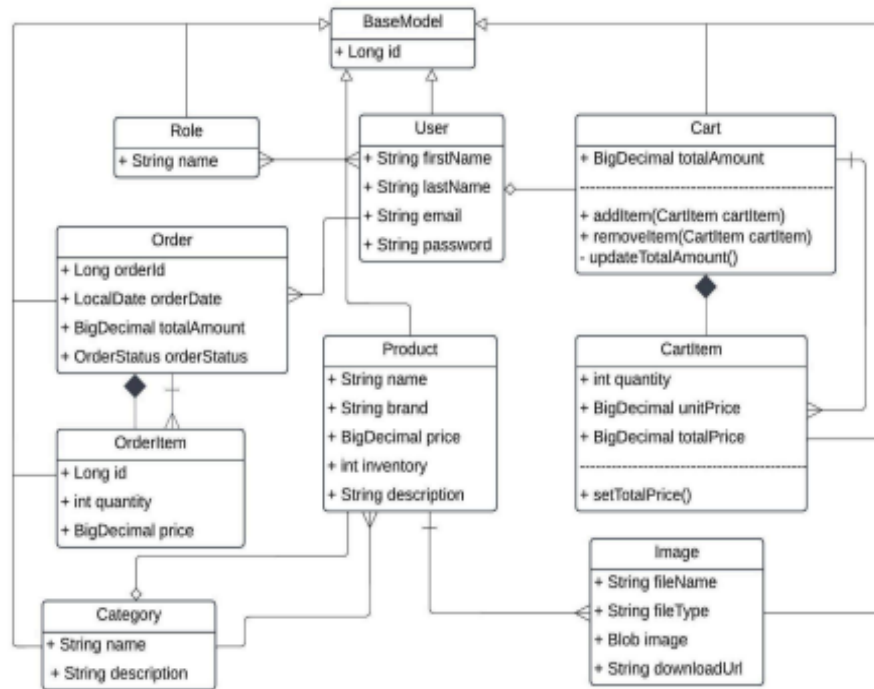 BaseModel
+ Long id
Role
+ String name
User
+ String firstName
+ String lastName
+ String email
+ String password
Cart
+ BigDecimal totalAmount
+ addItem(CartItem cartItem)
+ removeItem(CartItem cartItem)
- updateTotalAmount()
Order
+ Long orderId
+ LocalDate orderDate
+ BigDecimal totalAmount
+ OrderStatus orderStatus
Product
+ String name
+ String brand
+ BigDecimal price
+ int inventory
+ String description
CartItem
+ int quantity
+ BigDecimal unitPrice
+ BigDecimal totalPrice
+ setTotalPrice()
OrderItem
+ Long id
+ int quantity
+ BigDecimal price
Image
+ String fileName
+ String fileType
+ Blob image
+ String downloadUrl
Category
+ String name
+ String description